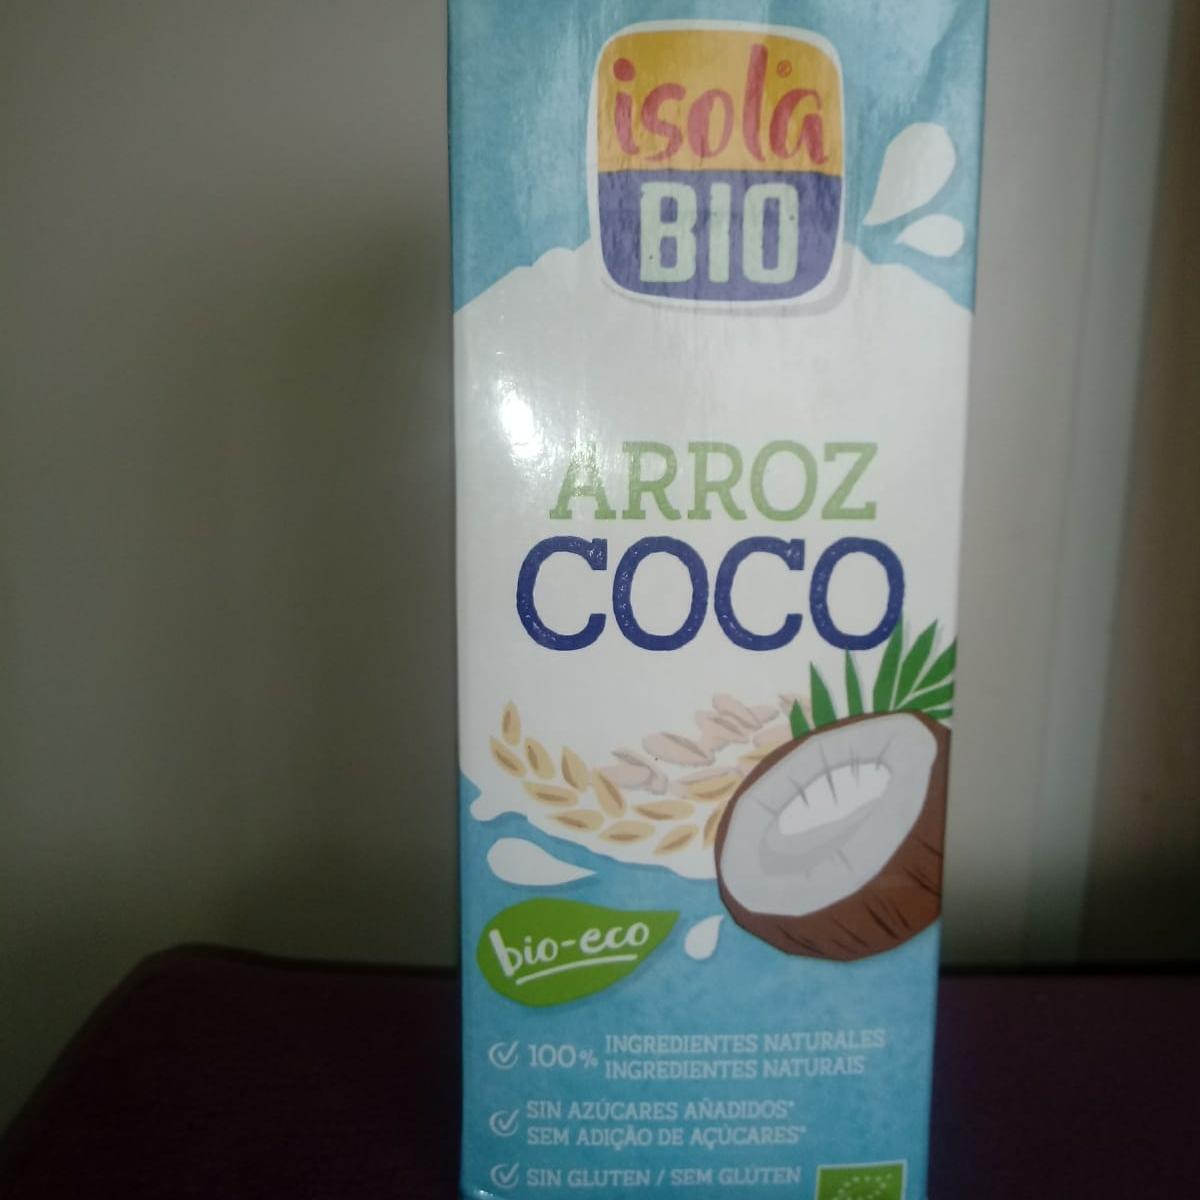 isola®
BIO
ARROZ
COCO
bio-eco
100% INGREDIENTES NATURALES
INGREDIENTES NATURAIS
SIN AZÚCARES AÑADIDOS*
SEM ADIÇÃO DE AÇÚCARES*
SIN GLUTEN / SEM GLÚTEN